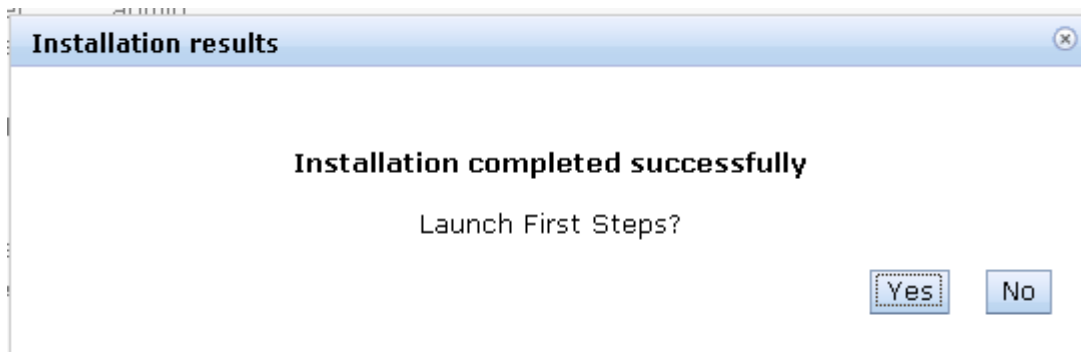 Installation results
Installation completed successfully
Launch First Steps?
Yes No